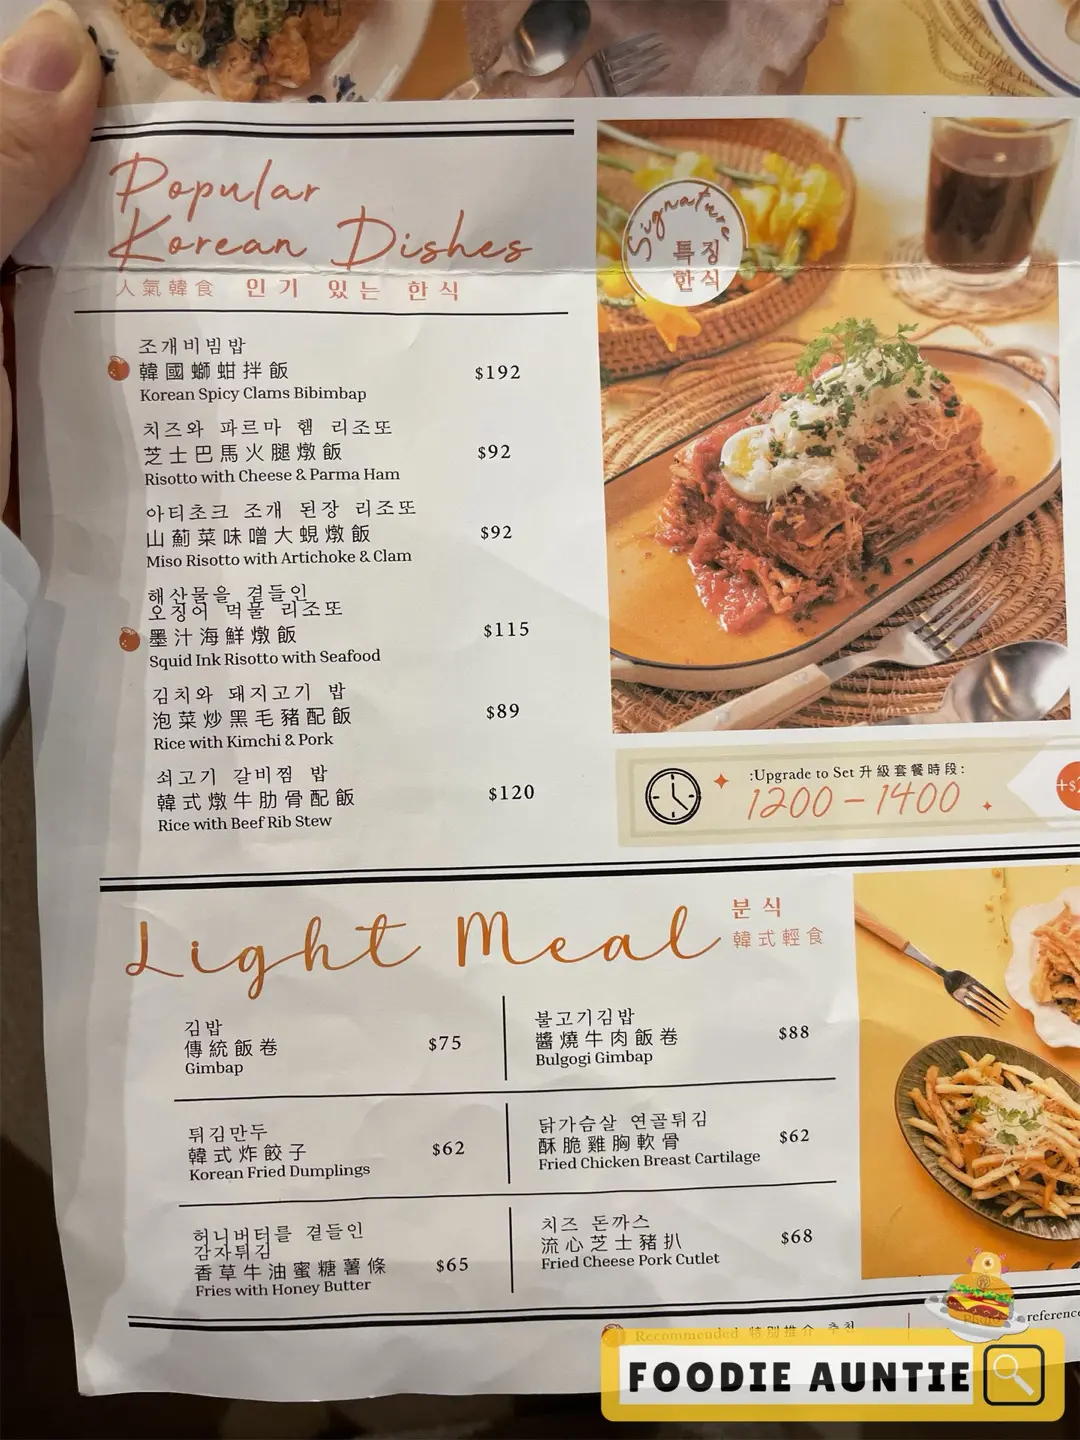 Popular
Korean Dishes
人氣韓食 인기 있는 한식
조개비빔밥
韓國螄蚶拌飯
$192
Korean Spicy Clams Bibimbap
치즈와 파르마 햄 리조또
芝士巴馬火腿燉飯
$92
Risotto with Cheese & Parma Ham
아티초크 조개 된장 리조또
山薊菜味噌大蜆燉飯
$92
Miso Risotto with Artichoke & Clam
해산물을 곁들인
오징어 먹물 리조또
墨汁海鮮燉飯
$115
Squid Ink Risotto with Seafood
김치와 돼지고기 밥
泡菜炒黑毛豬配飯
$89
Rice with Kimchi & Pork
쇠고기 갈비찜 밥
韓式燉牛肋骨配飯
$120
Rice with Beef Rib Stew
Signature
특징
한식
:Upgrade to Set 升級套餐時段:
1200 - 1400
Light Meal
분식
韓式輕食
김밥
傳統飯卷
$75
Gimbap
불고기김밥
醬燒牛肉飯卷
$88
Bulgogi Gimbap
튀김만두
韓式炸餃子
$62
Korean Fried Dumplings
닭가슴살 연골튀김
酥脆雞胸軟骨
$62
Fried Chicken Breast Cartilage
허니버터를 곁들인
감자튀김
香草牛油蜜糖薯條
$65
Fries with Honey Butter
치즈 돈까스
流心芝士豬扒
$68
Fried Cheese Pork Cutlet
Recommended 特別推介 추천
FOODIE AUNTIE